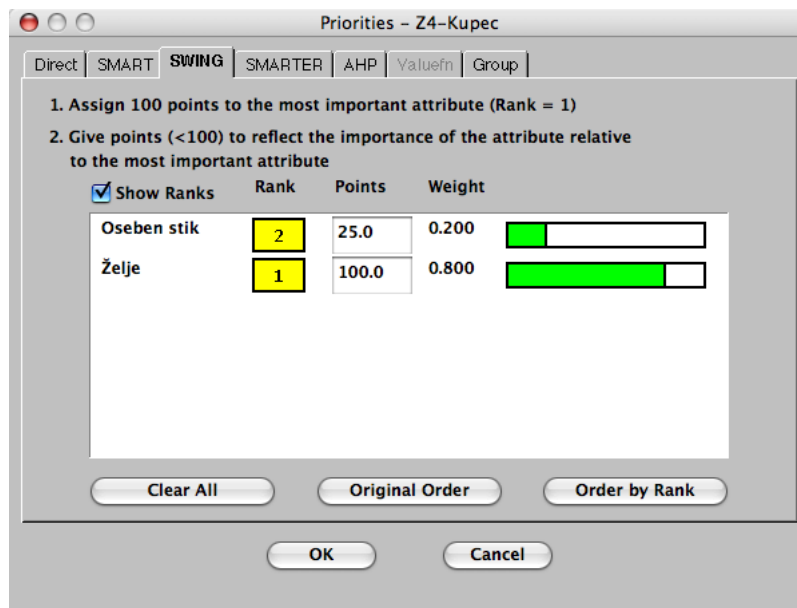 Priorities – Z4-Kupec
Direct SMART SWING SMARTER AHP Valuefn Group
1. Assign 100 points to the most important attribute (Rank = 1)
2. Give points (<100) to reflect the importance of the attribute relative
to the most important attribute
Show Ranks Rank Points Weight
Oseben stik 2 25.0 0.200
Želje 1 100.0 0.800
Clear All Original Order Order by Rank
OK Cancel